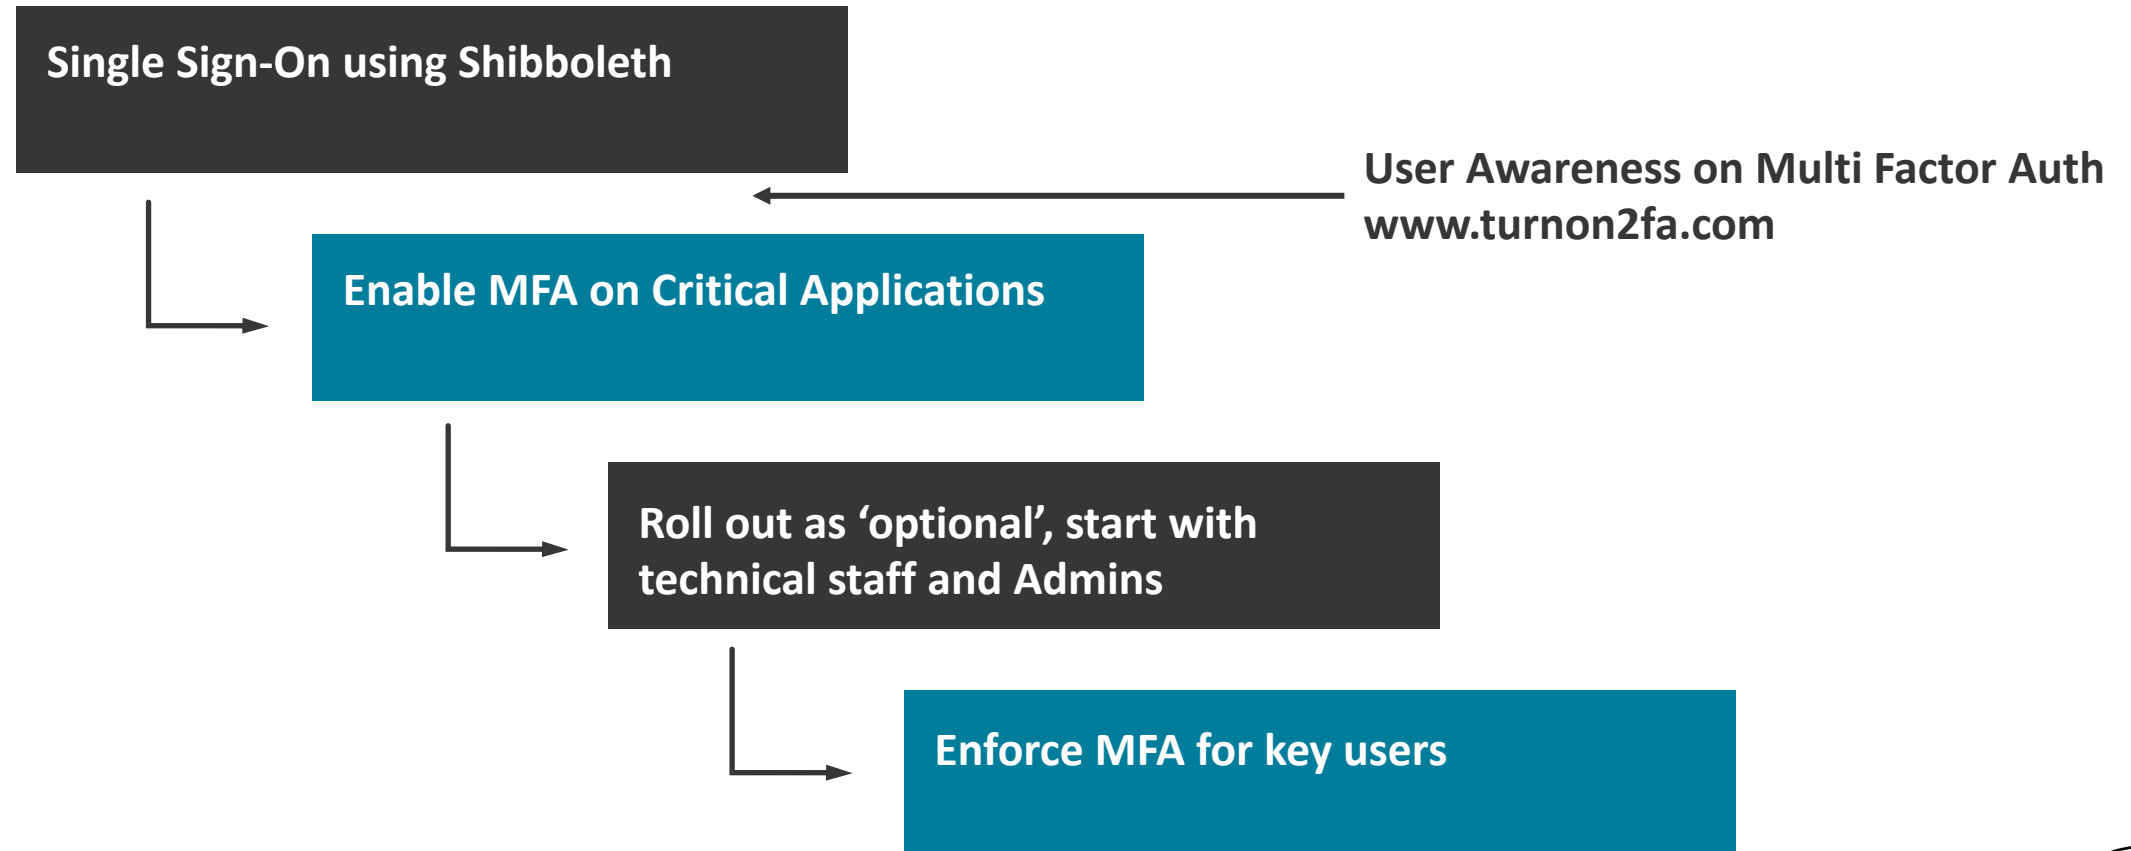 Single Sign-On using Shibboleth
User Awareness on Multi Factor Auth
www.turnon2fa.com
Enable MFA on Critical Applications
Roll out as ‘optional’, start with
technical staff and Admins
Enforce MFA for key users